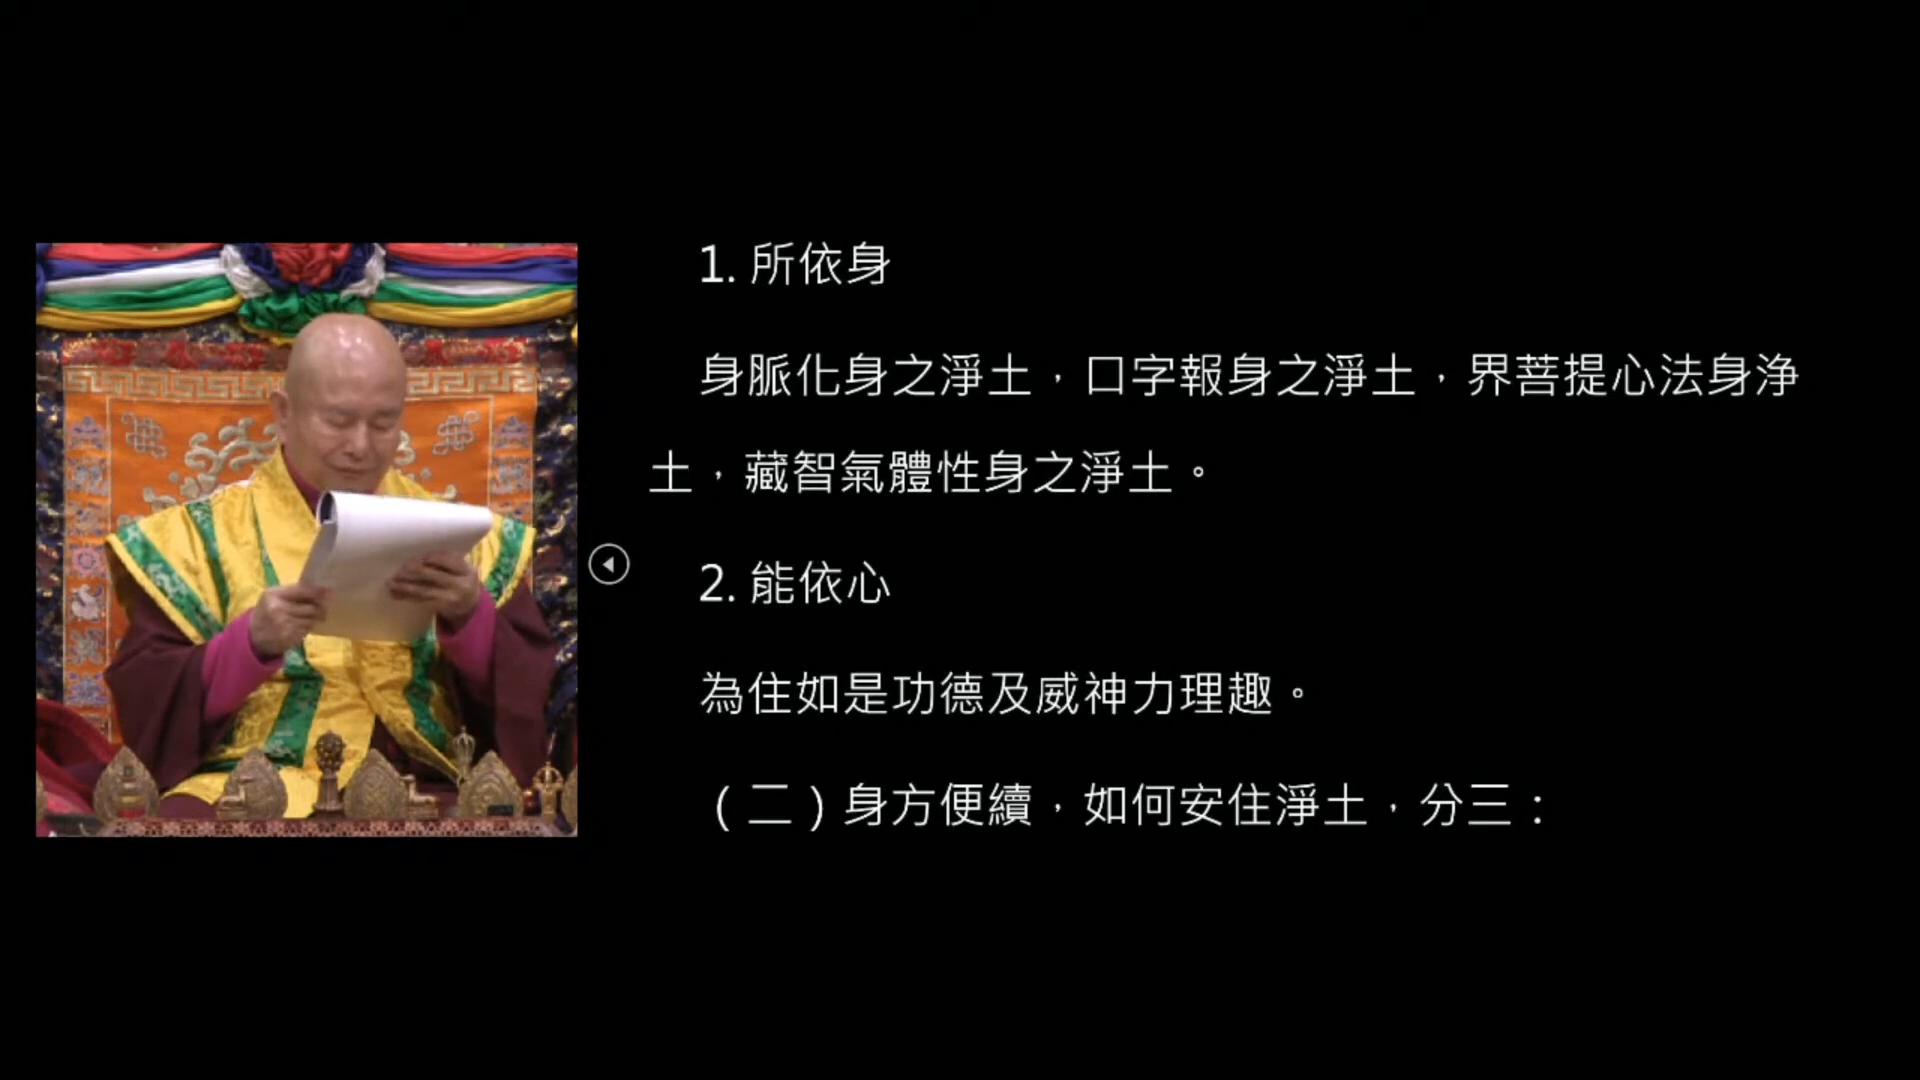 1. 所依身
身脈化身之淨土，口字報身之淨土，界菩提心法身淨
土，藏智氣體性身之淨土。
2. 能依心
為住如是功德及威神力理趣。
（二）身方便續，如何安住淨土，分三：